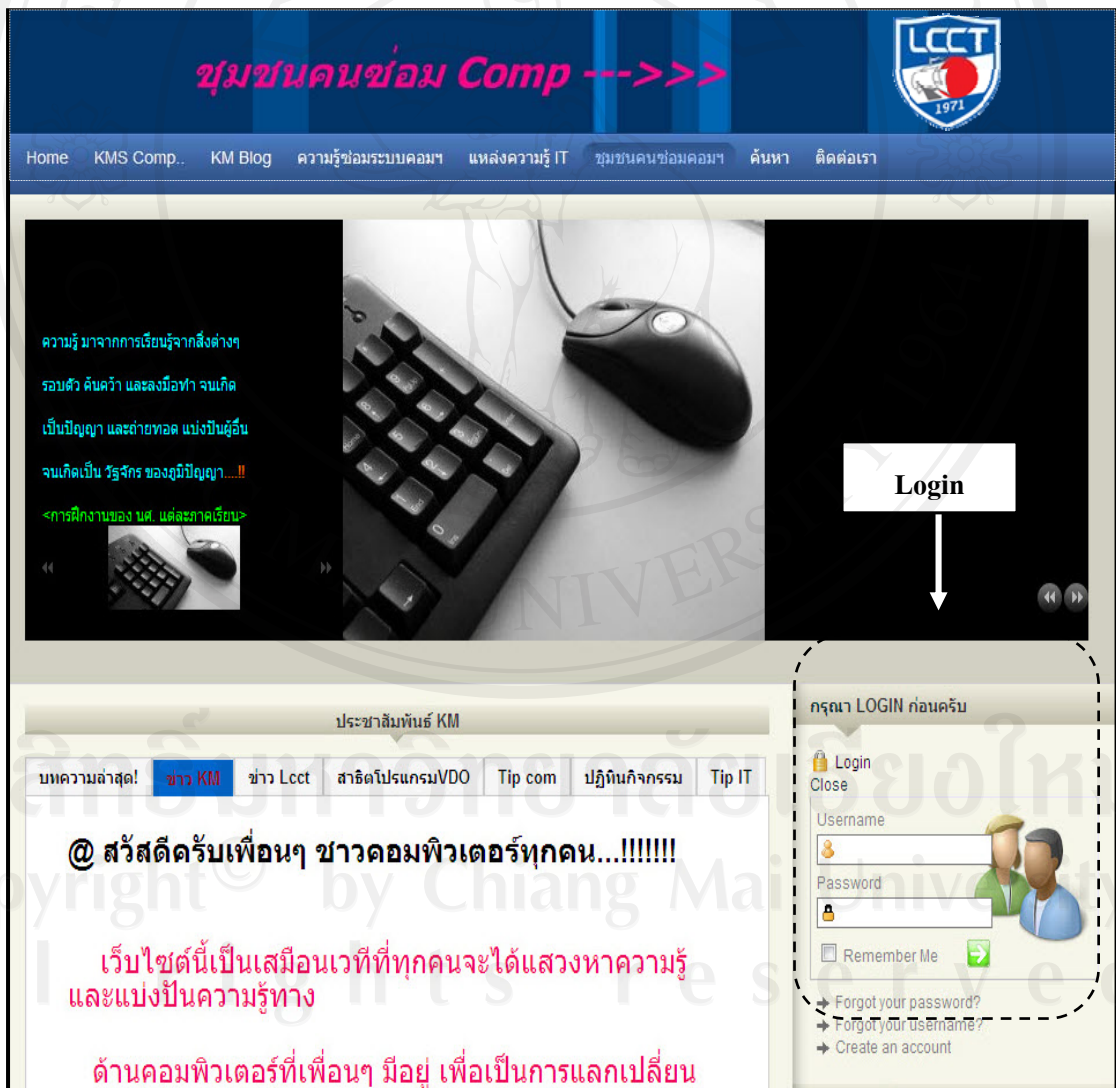 ชุมชนคนซ่อม Comp --->>>
LCCT
1971
Home KMS Comp.. KM Blog ความรู้ซ่อมระบบคอมฯ แหล่งความรู้ IT ชุมชนคนซ่อมคอมฯ ค้นหา ติดต่อเรา
ความรู้ มาจากการเรียนรู้จากสิ่งต่างๆ
รอบตัว ค้นคว้า และลงมือทำ จนเกิด
เป็นปัญญา และถ่ายทอด แบ่งปันผู้อื่น
จนเกิดเป็น วัฐจักร ของภูมิปัญญา....!!
<การฝึกงานของ นศ. แต่ละภาคเรียน>
Login
ประชาสัมพันธ์ KM
บทความล่าสุด! ข่าว KM ข่าว Lcct สาธิตโปรแกรมVDO Tip com ปฏิทินกิจกรรม Tip IT
@ สวัสดีครับเพื่อนๆ ชาวคอมพิวเตอร์ทุกคน...!!!!!!!
เว็บไซต์นี้เป็นเสมือนเวทีที่ทุกคนจะได้แสวงหาความรู้
และแบ่งปันความรู้ทาง
ด้านคอมพิวเตอร์ที่เพื่อนๆ มีอยู่ เพื่อเป็นการแลกเปลี่ยน
กรุณา LOGIN ก่อนครับ
Login
Close
Username
Password
Remember Me
Forgot your password?
Forgot your username?
Create an account